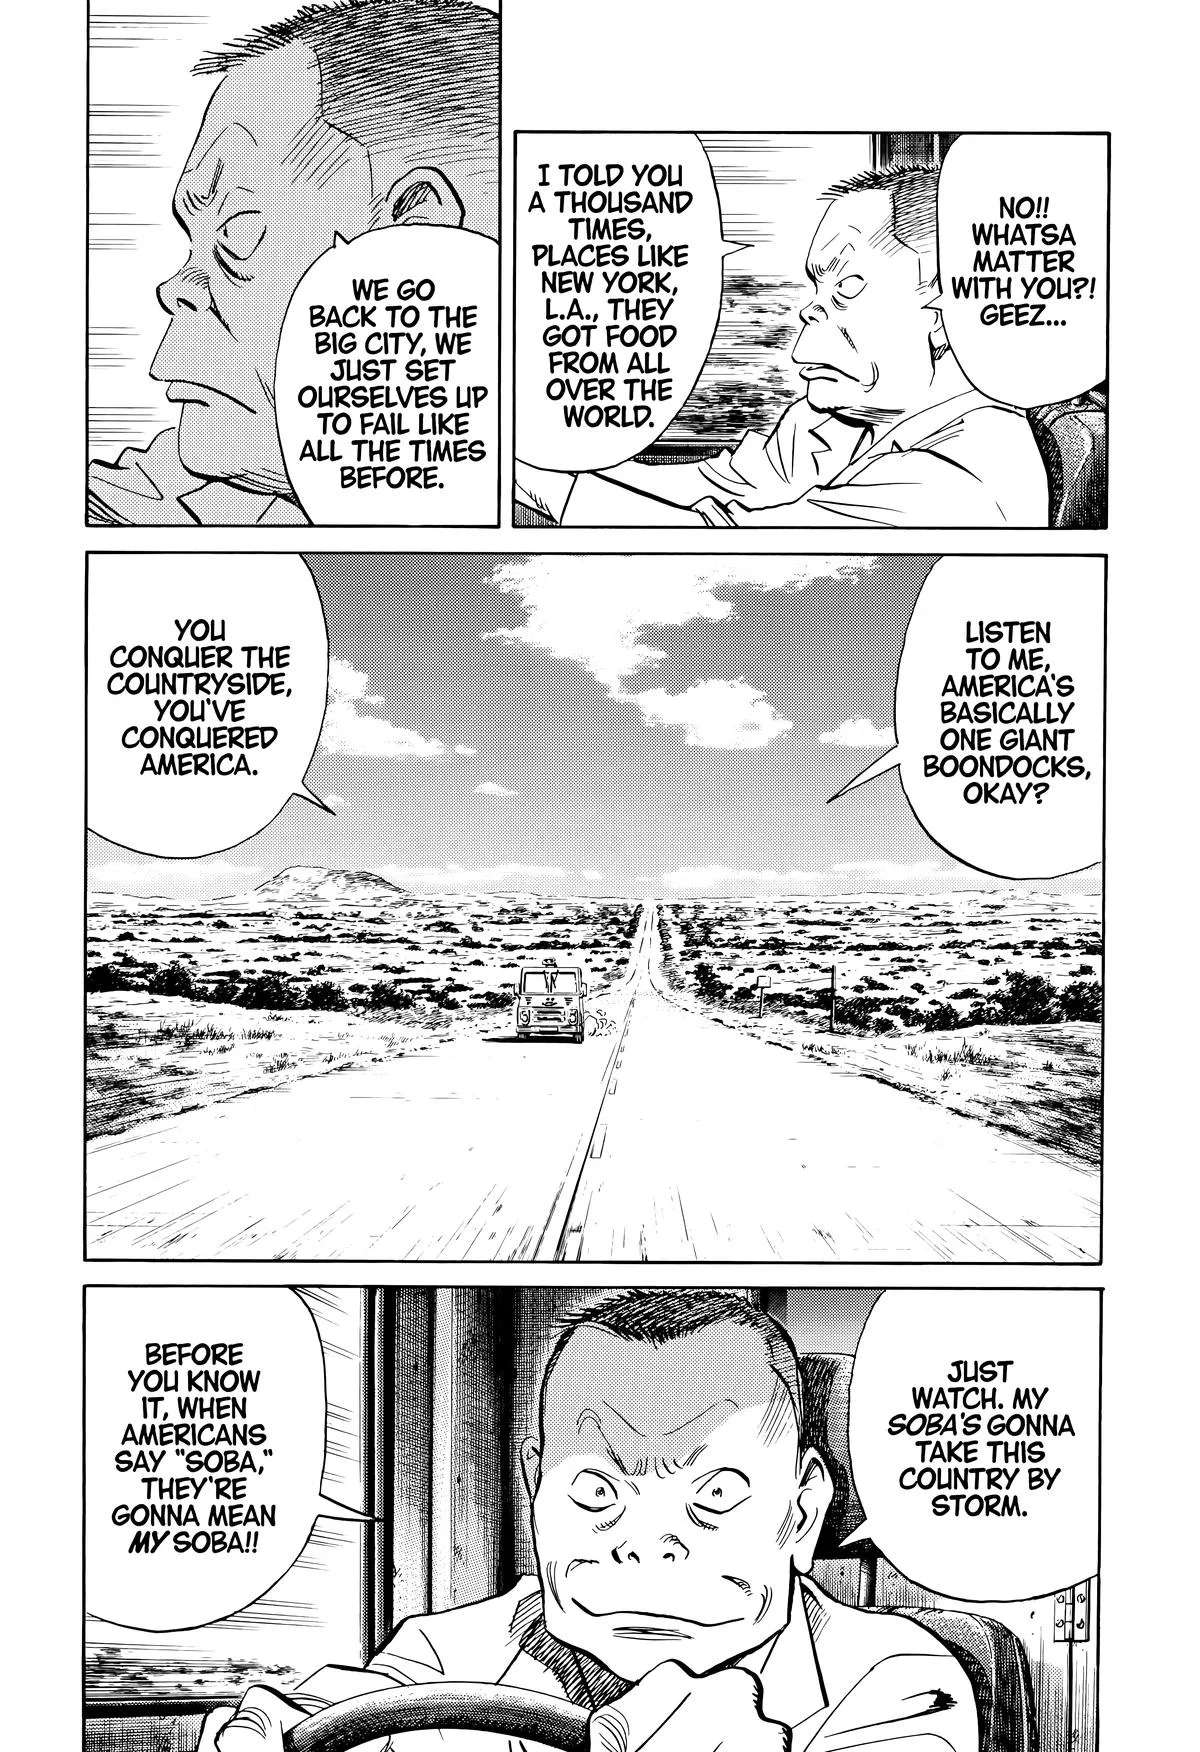 NO!!
WHATSA
MATTER
WITH YOU?!
GEEZ...
I TOLD YOU
A THOUSAND
TIMES,
PLACES LIKE
NEW YORK,
L.A., THEY
GOT FOOD
FROM ALL
OVER THE
WORLD.
WE GO
BACK TO THE
BIG CITY, WE
JUST SET
OURSELVES UP
TO FAIL LIKE
ALL THE TIMES
BEFORE.
LISTEN
TO ME,
AMERICA'S
BASICALLY
ONE GIANT
BOONDOCKS,
OKAY?
YOU
CONQUER THE
COUNTRYSIDE,
YOU'VE
CONQUERED
AMERICA.
JUST
WATCH. MY
SOBA'S GONNA
TAKE THIS
COUNTRY BY
STORM.
BEFORE
YOU KNOW
IT, WHEN
AMERICANS
SAY "SOBA,"
THEY'RE
GONNA MEAN
MY SOBA!!